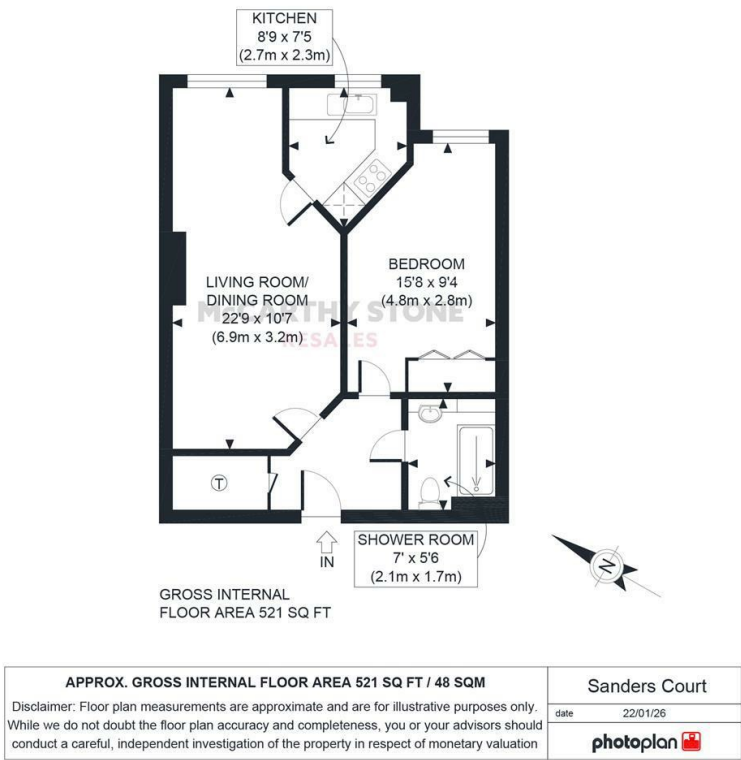 KITCHEN
8'9 x 7'5
(2.7m x 2.3m)
BEDROOM
15'8 x 9'4
(4.8m x 2.8m)
LIVING ROOM/
DINING ROOM
22'9 x 10'7
(6.9m x 3.2m)
McCARTHY STONE
RESALES
T
IN
SHOWER ROOM
7' x 5'6
(2.1m x 1.7m)
N
GROSS INTERNAL
FLOOR AREA 521 SQ FT
APPROX. GROSS INTERNAL FLOOR AREA 521 SQ FT / 48 SQM
Disclaimer: Floor plan measurements are approximate and are for illustrative purposes only.
While we do not doubt the floor plan accuracy and completeness, you or your advisors should
conduct a careful, independent investigation of the property in respect of monetary valuation
Sanders Court
date 22/01/26
photoplan